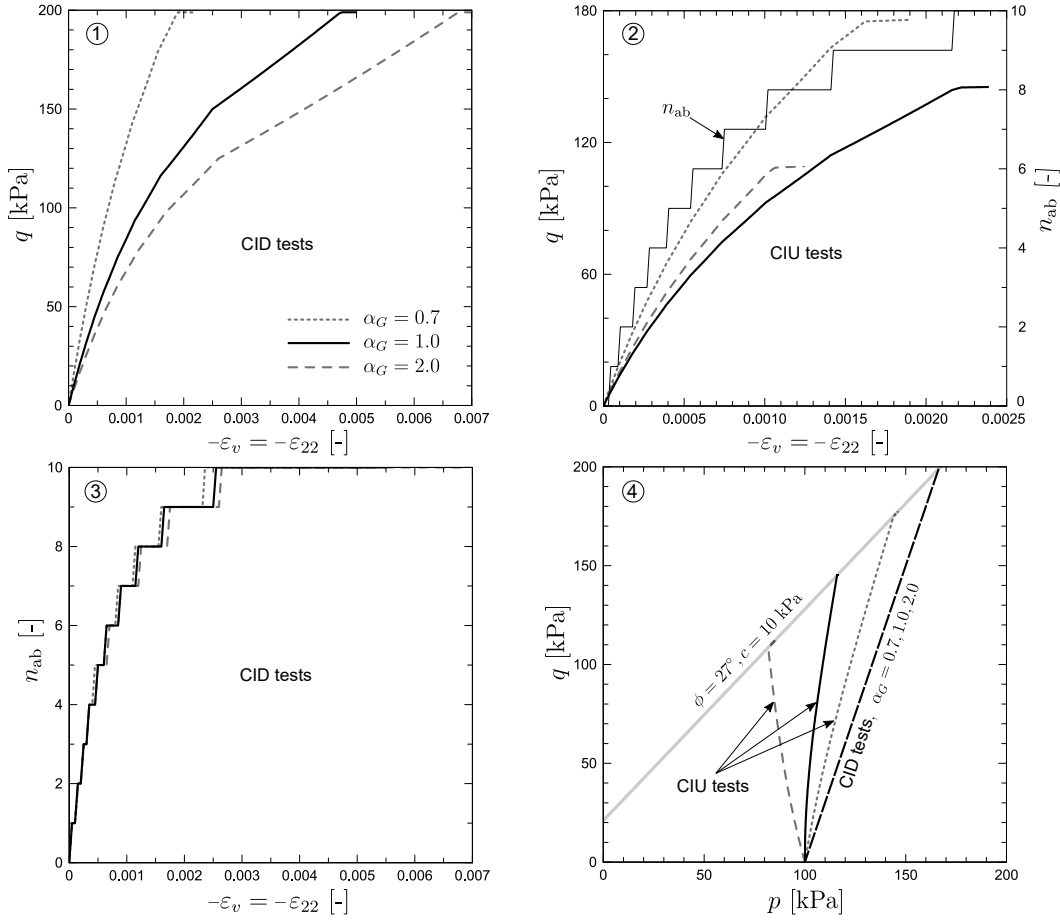 ①
200
150
100
50
0
q [kPa]
CID tests
α_G = 0.7
α_G = 1.0
α_G = 2.0
0 0.001 0.002 0.003 0.004 0.005 0.006 0.007
−ε_v = −ε_22 [-]
②
180
120
60
0
q [kPa]
n_ab
CIU tests
10
8
6
4
2
0
n_ab [-]
0 0.0005 0.0010 0.0015 0.0020 0.0025
−ε_v = −ε_22 [-]
③
10
8
6
4
2
0
n_ab [-]
CID tests
0 0.001 0.002 0.003 0.004 0.005 0.006 0.007
−ε_v = −ε_22 [-]
④
200
150
100
50
0
q [kPa]
φ = 27°, c = 10 kPa
CIU tests
CID tests, α_G = 0.7, 1.0, 2.0
0 100 150 200
p [kPa]